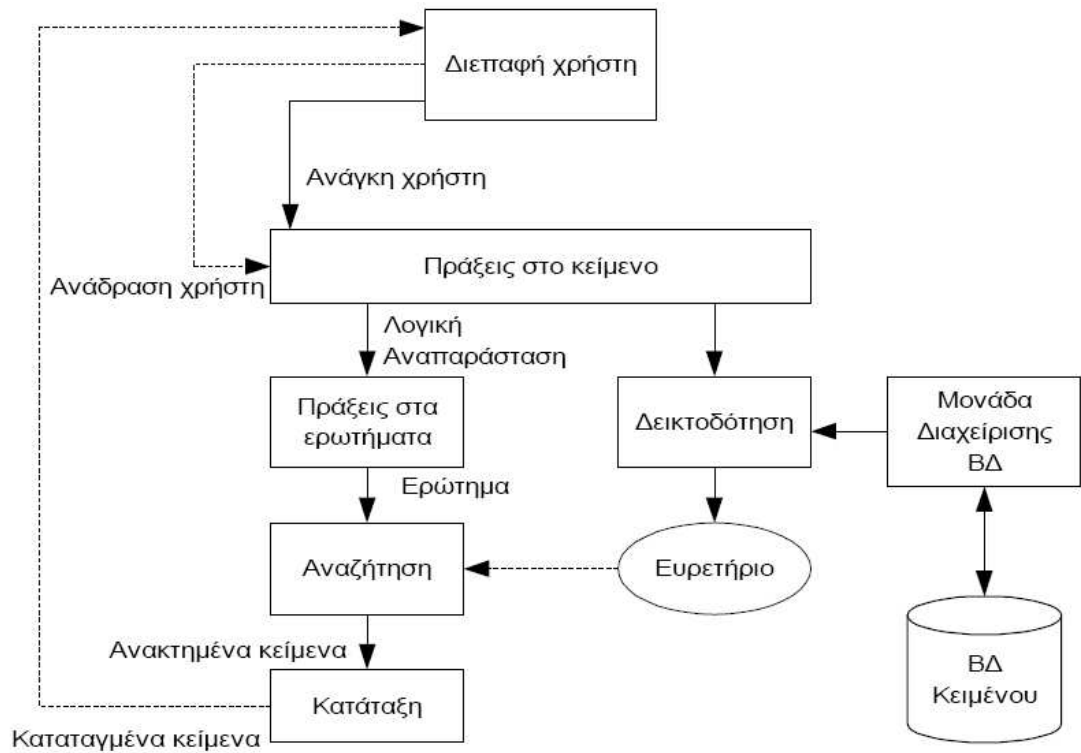 Διεπαφή χρήστη
Ανάγκη χρήστη
Πράξεις στο κείμενο
Ανάδραση χρήστη
Λογική
Αναπαράσταση
Πράξεις στα
ερωτήματα
Δεικτοδότηση
Μονάδα
Διαχείρισης
ΒΔ
Ερώτημα
Αναζήτηση
Ευρετήριο
Ανακτημένα κείμενα
ΒΔ
Κειμένου
Κατάταξη
Καταταγμένα κείμενα